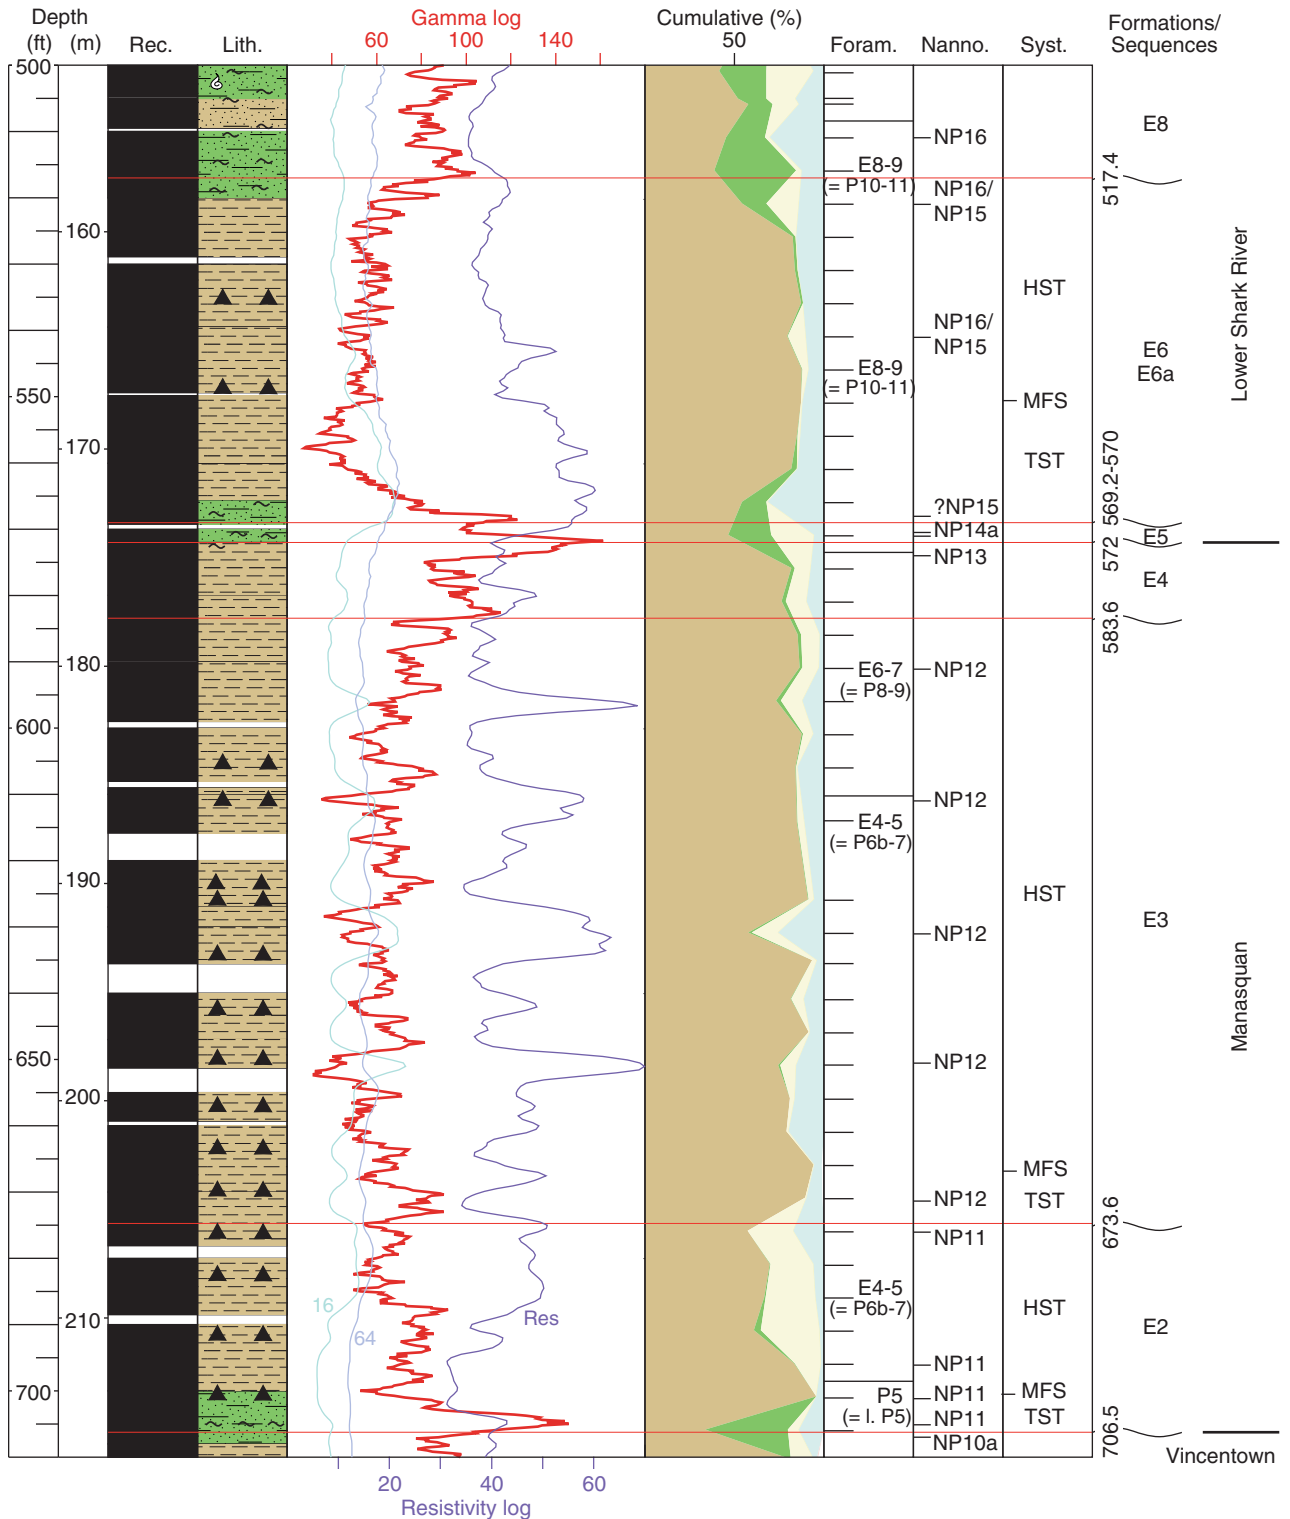 Depth
(ft) (m) Rec. Lith.
Gamma log
60 100 140
Cumulative (%)
50
Foram. Nanno. Syst.
Formations/
Sequences
500
550
600
650
700
160
170
180
190
200
210
16
64
Res
20 40 60
Resistivity log
E8-9
(= P10-11)
E8-9
(= P10-11)
E6-7
(= P8-9)
E4-5
(= P6b-7)
E4-5
(= P6b-7)
P5
(= l. P5)
NP16
NP16/
NP15
NP16/
NP15
?NP15
NP14a
NP13
NP12
NP12
NP12
NP12
NP12
NP11
NP11
NP11
NP11
NP10a
HST
MFS
TST
HST
MFS
TST
HST
MFS
TST
517.4
569.2-570
572
583.6
673.6
706.5
E8
E6
E6a
E5
E4
E3
E2
Lower Shark River
Manasquan
Vincentown